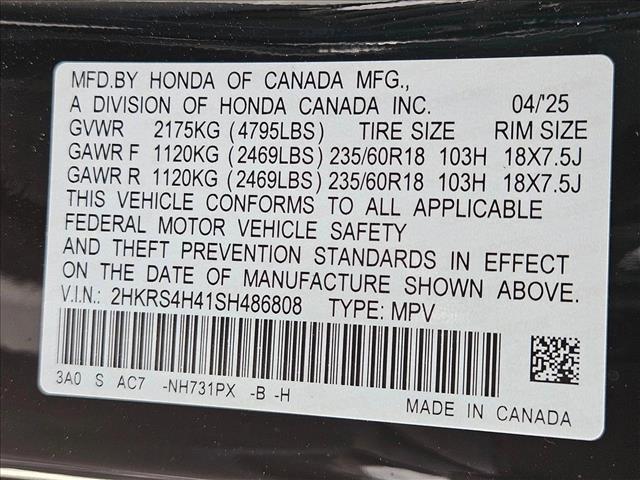 MFD.BY HONDA OF CANADA MFG.,
A DIVISION OF HONDA CANADA INC. 04/'25
GVWR 2175KG (4795LBS) TIRE SIZE RIM SIZE
GAWR F 1120KG (2469LBS) 235/60R18 103H 18X7.5J
GAWR R 1120KG (2469LBS) 235/60R18 103H 18X7.5J
THIS VEHICLE CONFORMS TO ALL APPLICABLE
FEDERAL MOTOR VEHICLE SAFETY
AND THEFT PREVENTION STANDARDS IN EFFECT
ON THE DATE OF MANUFACTURE SHOWN ABOVE.
V.I.N.: 2HKRS4H41SH486808 TYPE: MPV
3A0 S AC7 -NH731PX -B -H
MADE IN CANADA